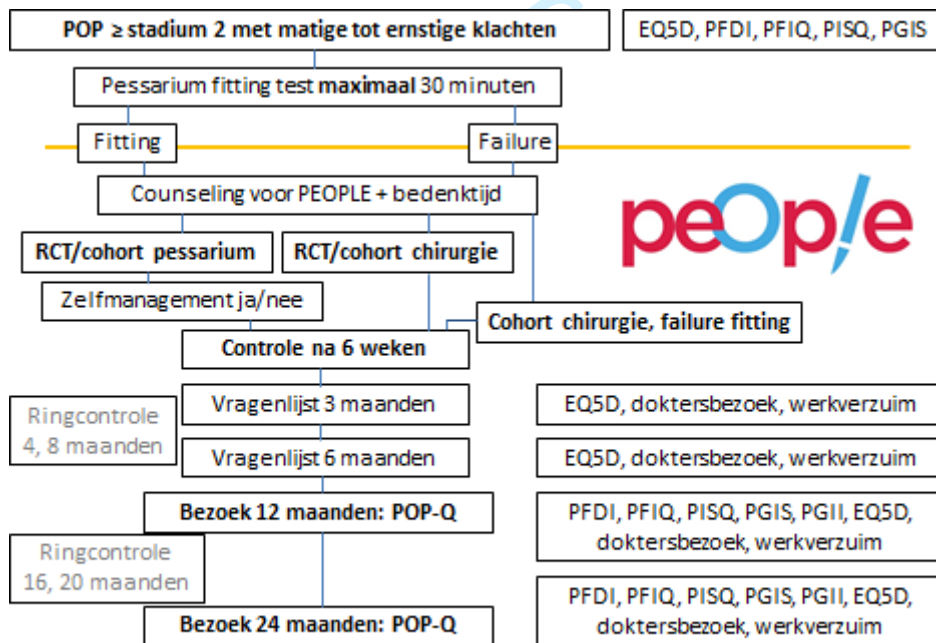 POP ≥ stadium 2 met matige tot ernstige klachten
EQ5D, PFDI, PFIQ, PISQ, PGIS
Pessarium fitting test maximaal 30 minuten
Fitting
Failure
Counseling voor PEOPLE + bedenktijd
people
RCT/cohort pessarium
RCT/cohort chirurgie
Zelfmanagement ja/nee
Cohort chirurgie, failure fitting
Controle na 6 weken
Ringcontrole
4, 8 maanden
Vragenlijst 3 maanden
EQ5D, doktersbezoek, werkverzuim
Vragenlijst 6 maanden
EQ5D, doktersbezoek, werkverzuim
Bezoek 12 maanden: POP-Q
PFDI, PFIQ, PISQ, PGIS, PGII, EQ5D,
doktersbezoek, werkverzuim
Ringcontrole
16, 20 maanden
Bezoek 24 maanden: POP-Q
PFDI, PFIQ, PISQ, PGIS, PGII, EQ5D,
doktersbezoek, werkverzuim